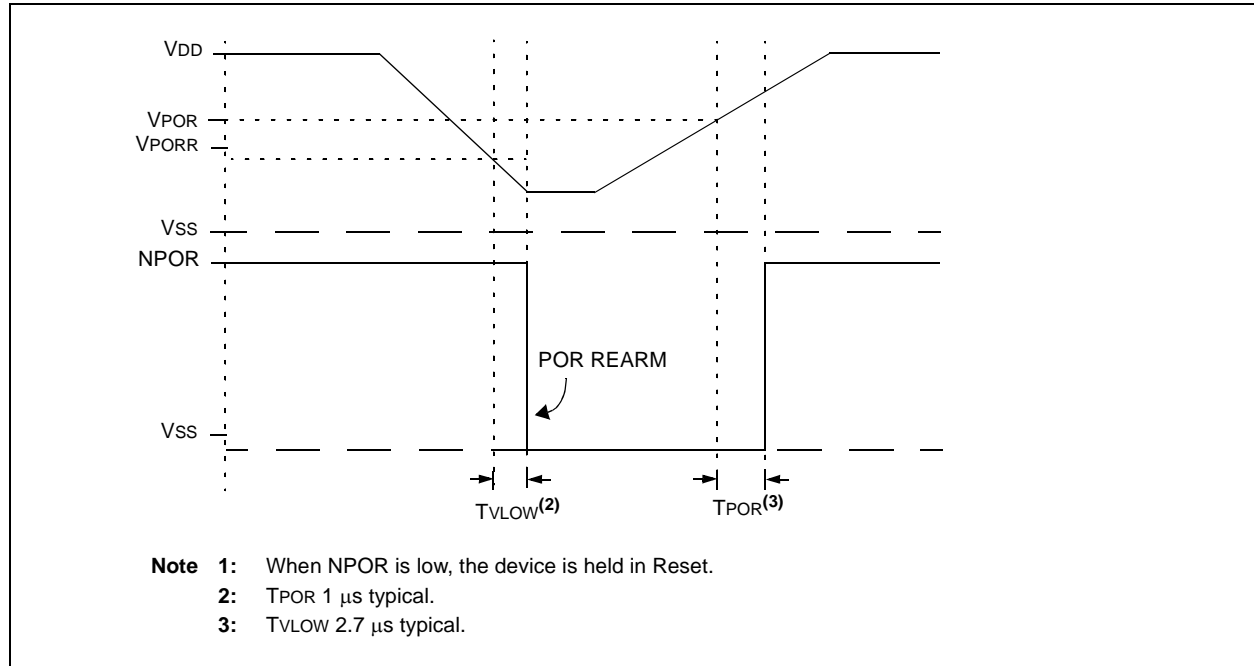 VDD
VPOR
VPORR
VSS
NPOR
POR REARM
VSS
TVLOW(2)
TPOR(3)
Note 1: When NPOR is low, the device is held in Reset.
2: TPOR 1 μs typical.
3: TVLOW 2.7 μs typical.